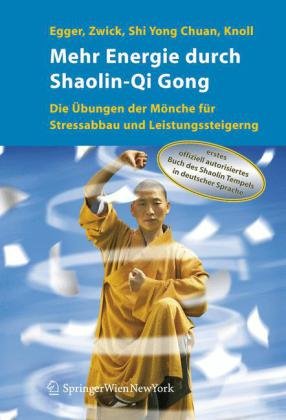 Egger, Zwick, Shi Yong Chuan, Knoll
Mehr Energie durch
Shaolin-Qi Gong
Die Übungen der Mönche für
Stressabbau und Leistungssteigerng
erstes
offiziell autorisiertes
Buch des Shaolin Tempels
in deutscher Sprache
SpringerWienNewYork